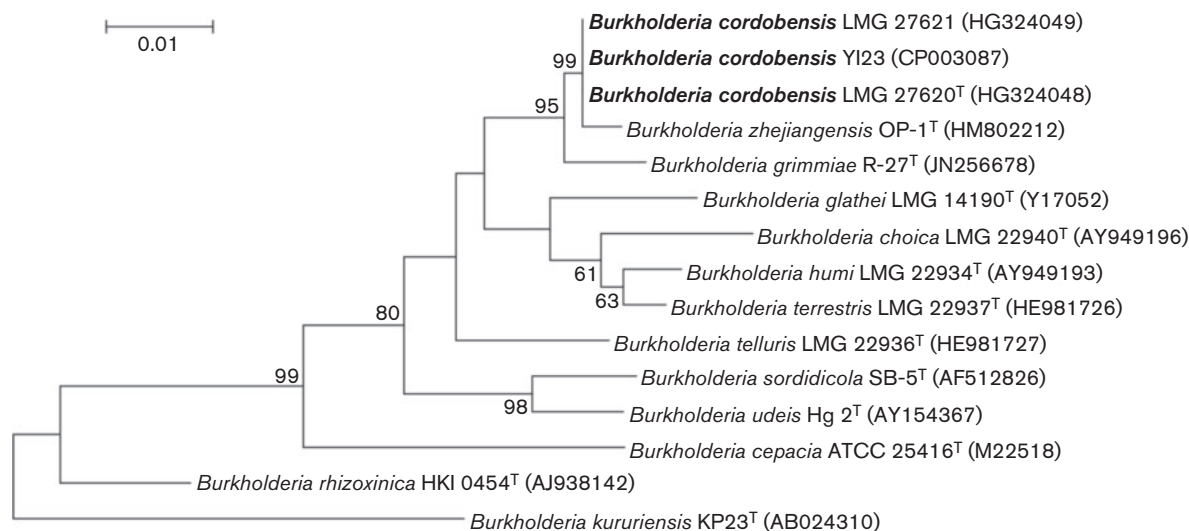 0.01
Burkholderia cordobensis LMG 27621 (HG324049)
99
Burkholderia cordobensis YI23 (CP003087)
Burkholderia cordobensis LMG 27620ᵀ (HG324048)
95
Burkholderia zhejiangensis OP-1ᵀ (HM802212)
Burkholderia grimmiae R-27ᵀ (JN256678)
Burkholderia glathei LMG 14190ᵀ (Y17052)
Burkholderia choica LMG 22940ᵀ (AY949196)
61
Burkholderia humi LMG 22934ᵀ (AY949193)
63
Burkholderia terrestris LMG 22937ᵀ (HE981726)
80
Burkholderia telluris LMG 22936ᵀ (HE981727)
99
Burkholderia sordidicola SB-5ᵀ (AF512826)
98
Burkholderia udeis Hg 2ᵀ (AY154367)
Burkholderia cepacia ATCC 25416ᵀ (M22518)
Burkholderia rhizoxinica HKI 0454ᵀ (AJ938142)
Burkholderia kururiensis KP23ᵀ (AB024310)